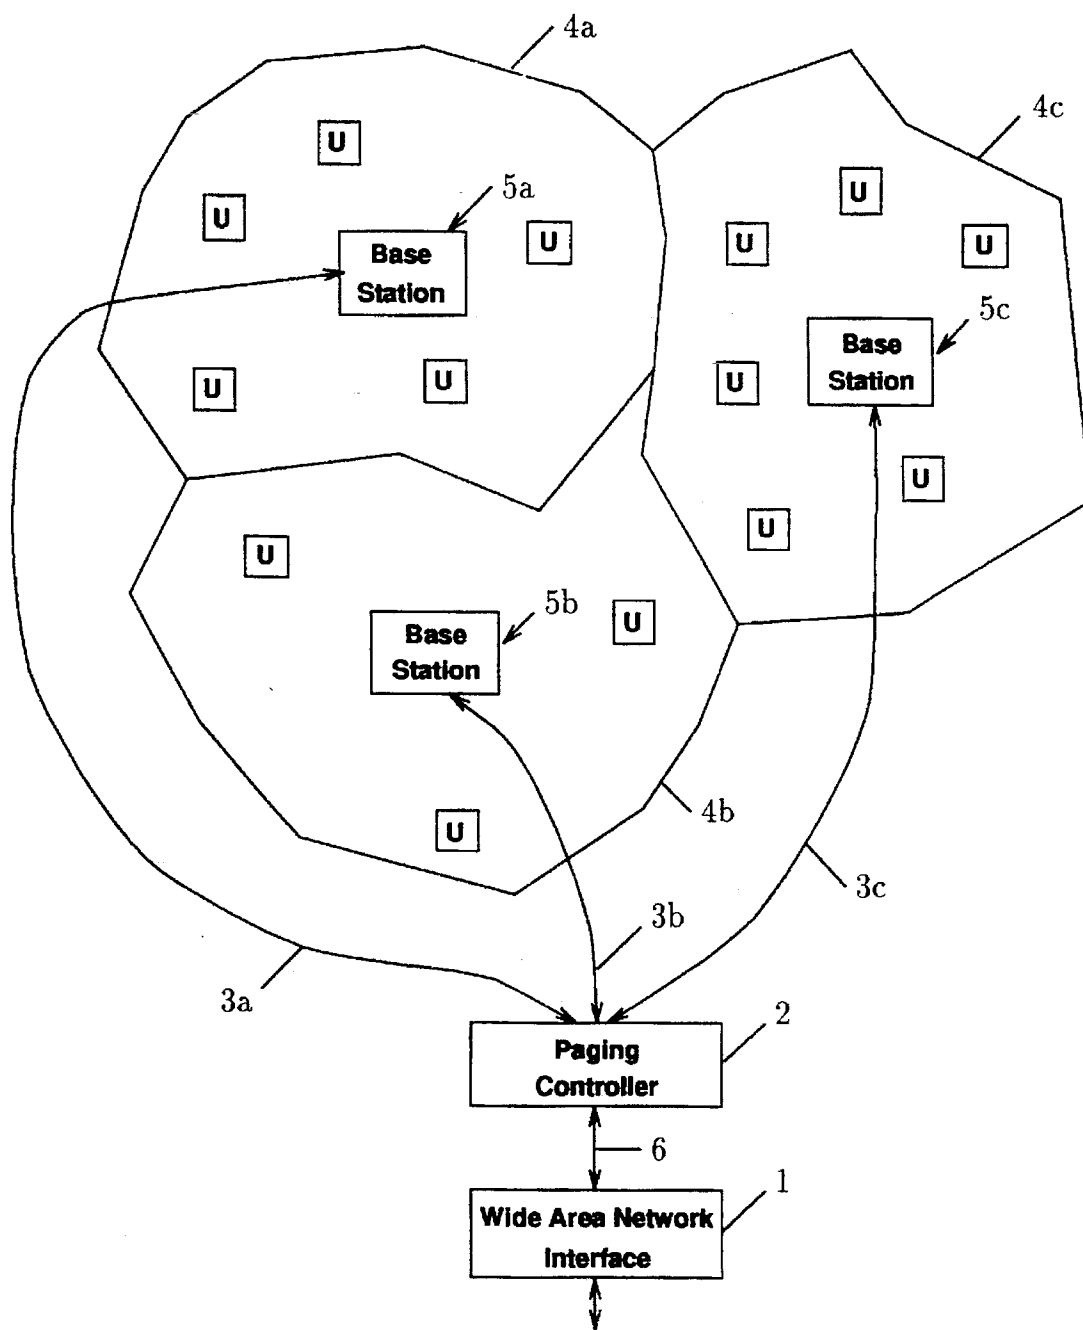 4a
4c
U
U
U
5a
U
U
U
Base
Station
5c
Base
Station
U
U
U
U
U
U
5b
U
Base
Station
4b
U
3c
3b
3a
2
Paging
Controller
6
1
Wide Area Network
Interface